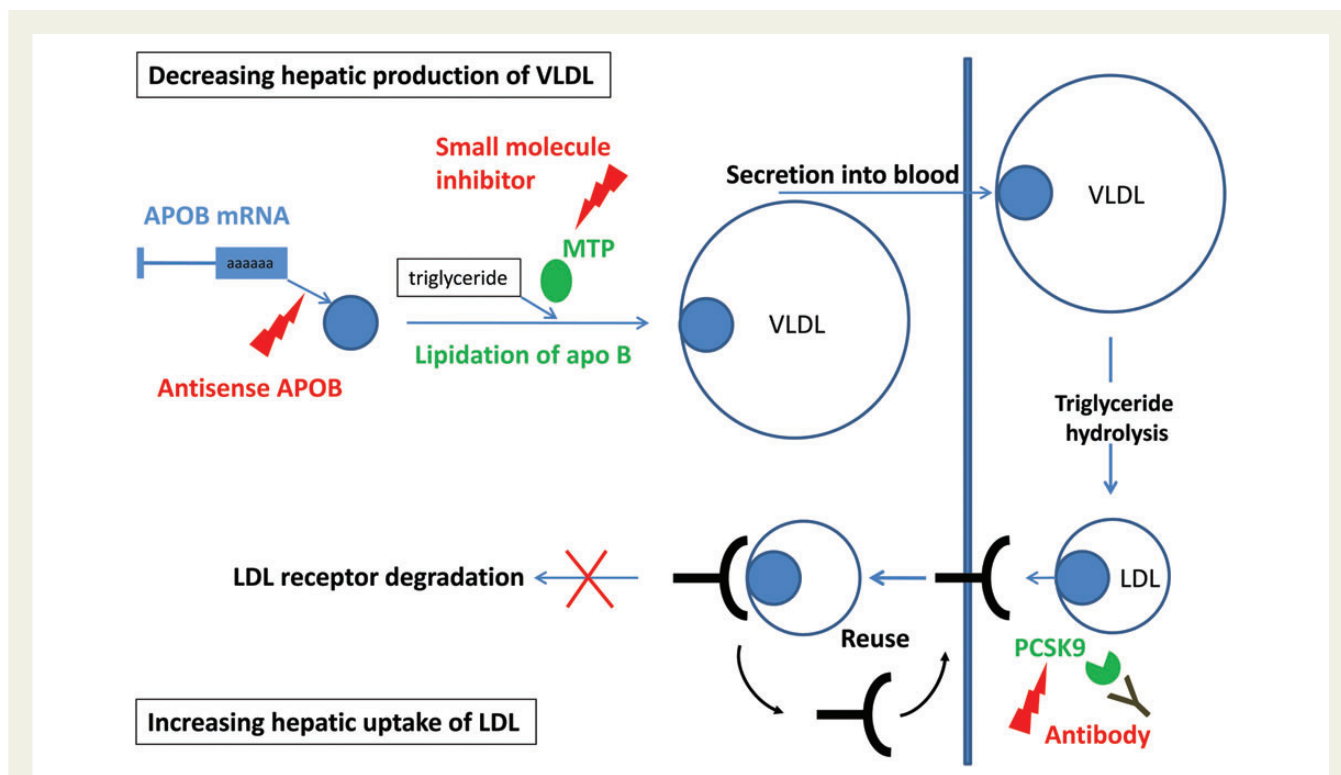 Decreasing hepatic production of VLDL
Small molecule
inhibitor
Secretion into blood
VLDL
APOB mRNA
aaaaaa
MTP
triglyceride
VLDL
Lipidation of apo B
Antisense APOB
Triglyceride
hydrolysis
LDL receptor degradation
LDL
Reuse
PCSK9
Increasing hepatic uptake of LDL
Antibody